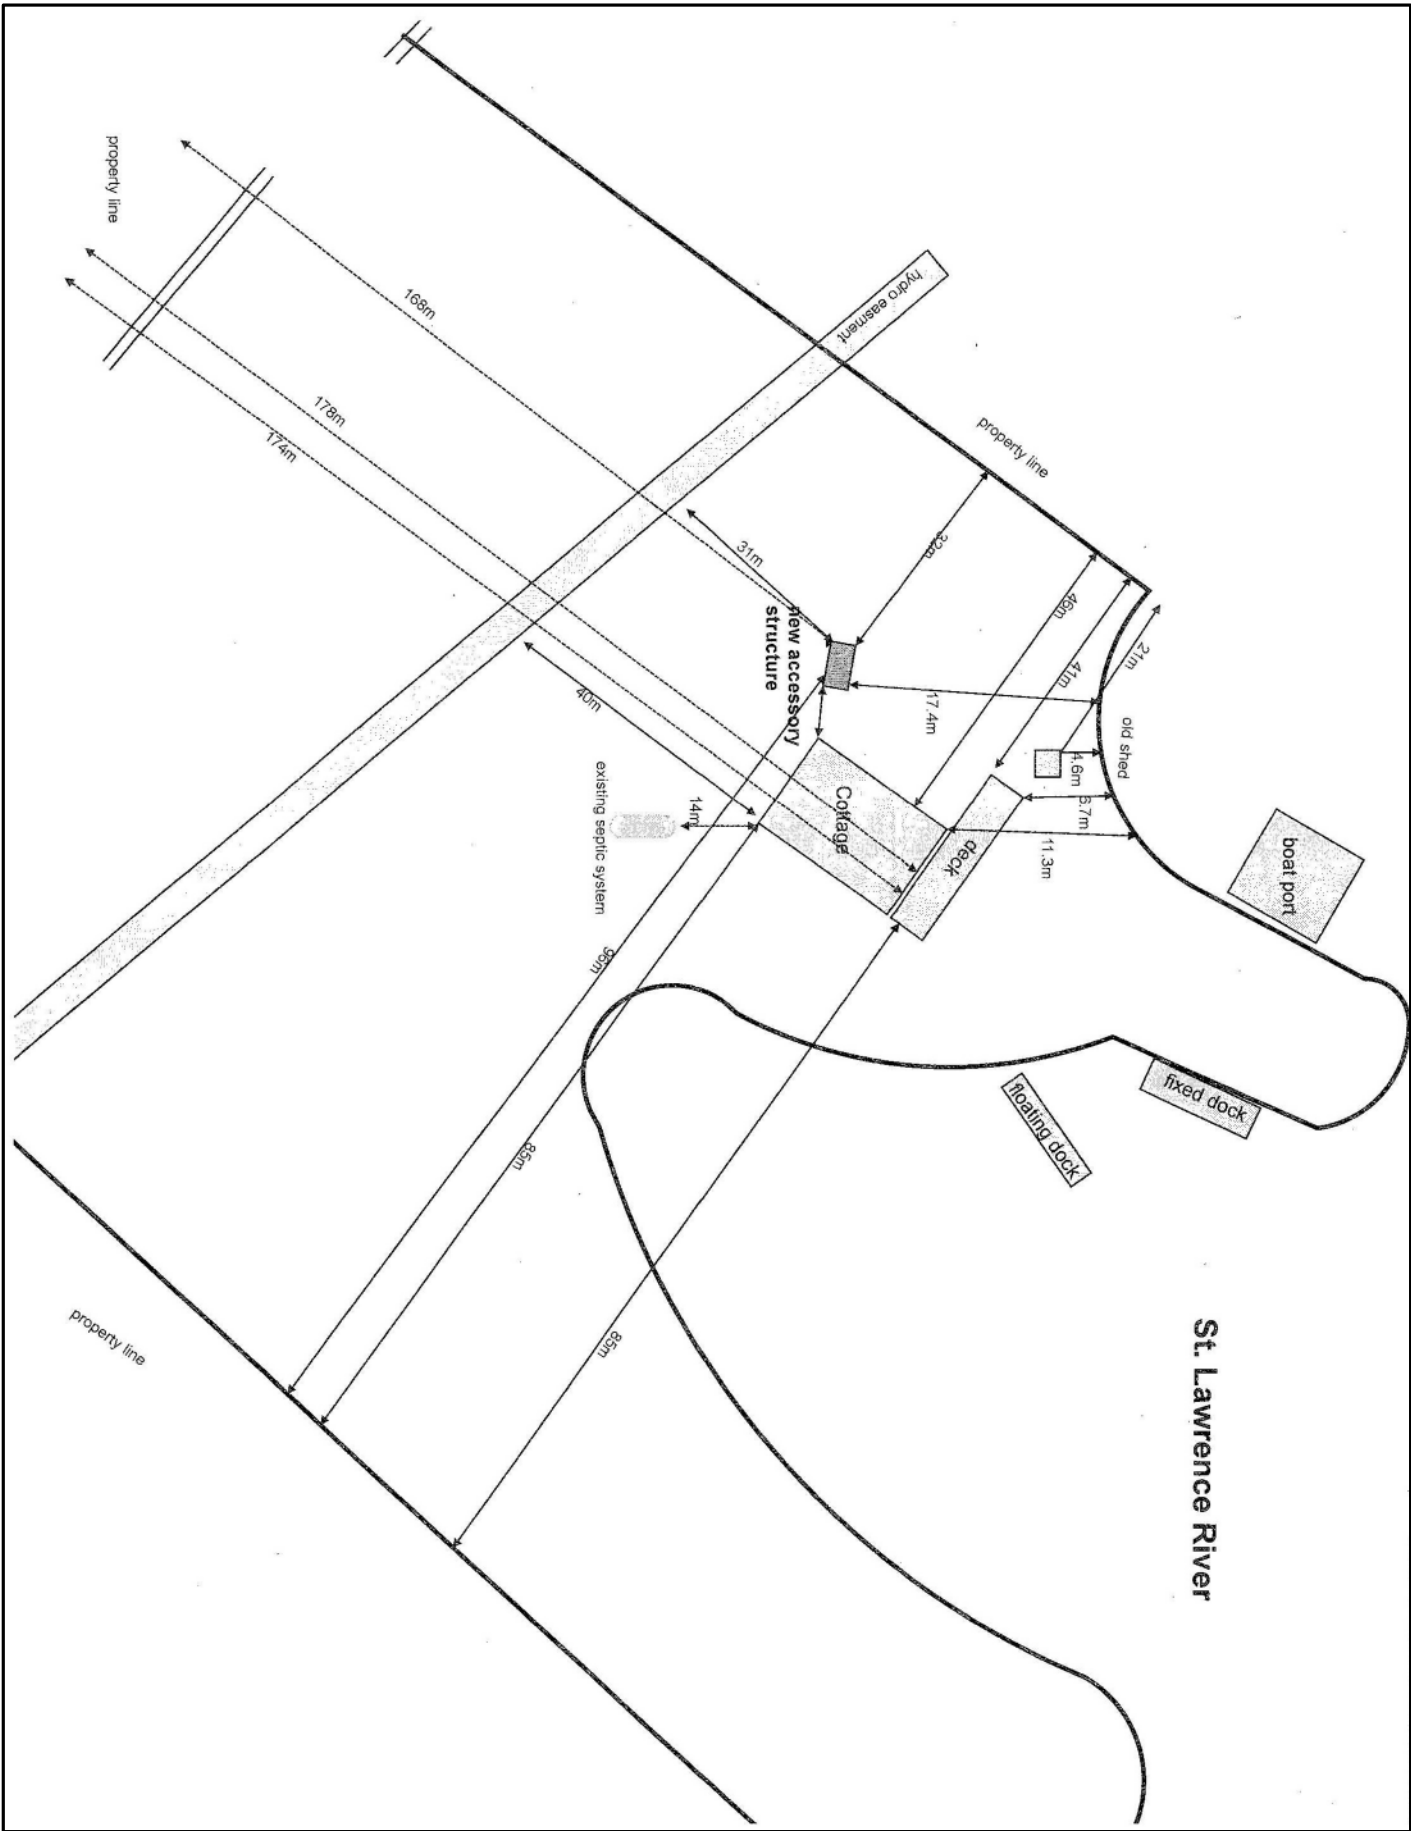 property line
168m
178m
174m
hydro easment
property line
32m
31m
46m
41m
21m
new accessory
structure
17.4m
old shed
4.6m
6.7m
11.3m
40m
Cottage
deck
boat port
14m
existing septic system
96m
85m
85m
fixed dock
floating dock
property line
St. Lawrence River